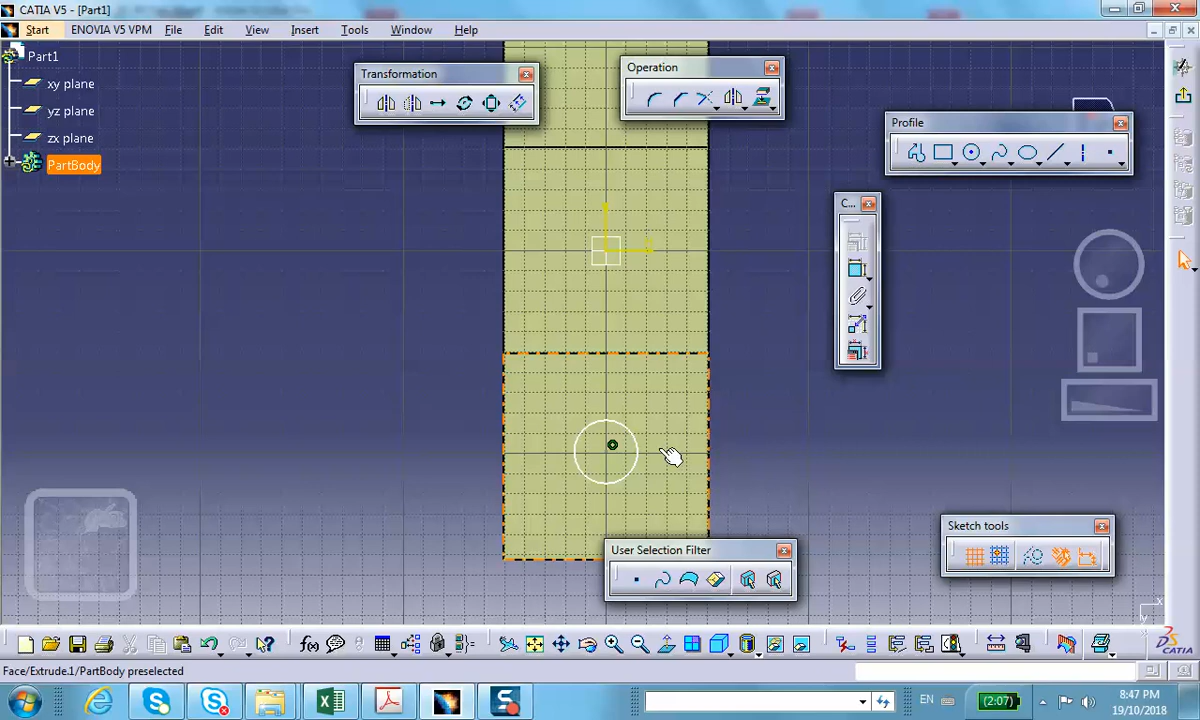 CATIA V5 - [Part1]
Start
ENOVIA V5 VPM
File
Edit
View
Insert
Tools
Window
Help
Part1
xy plane
yz plane
zx plane
PartBody
Transformation
Operation
Profile
C...
Sketch tools
User Selection Filter
f(x)
CATIA
Face/Extrude.1/PartBody preselected
EN
(2:07)
8:47 PM
19/10/2018